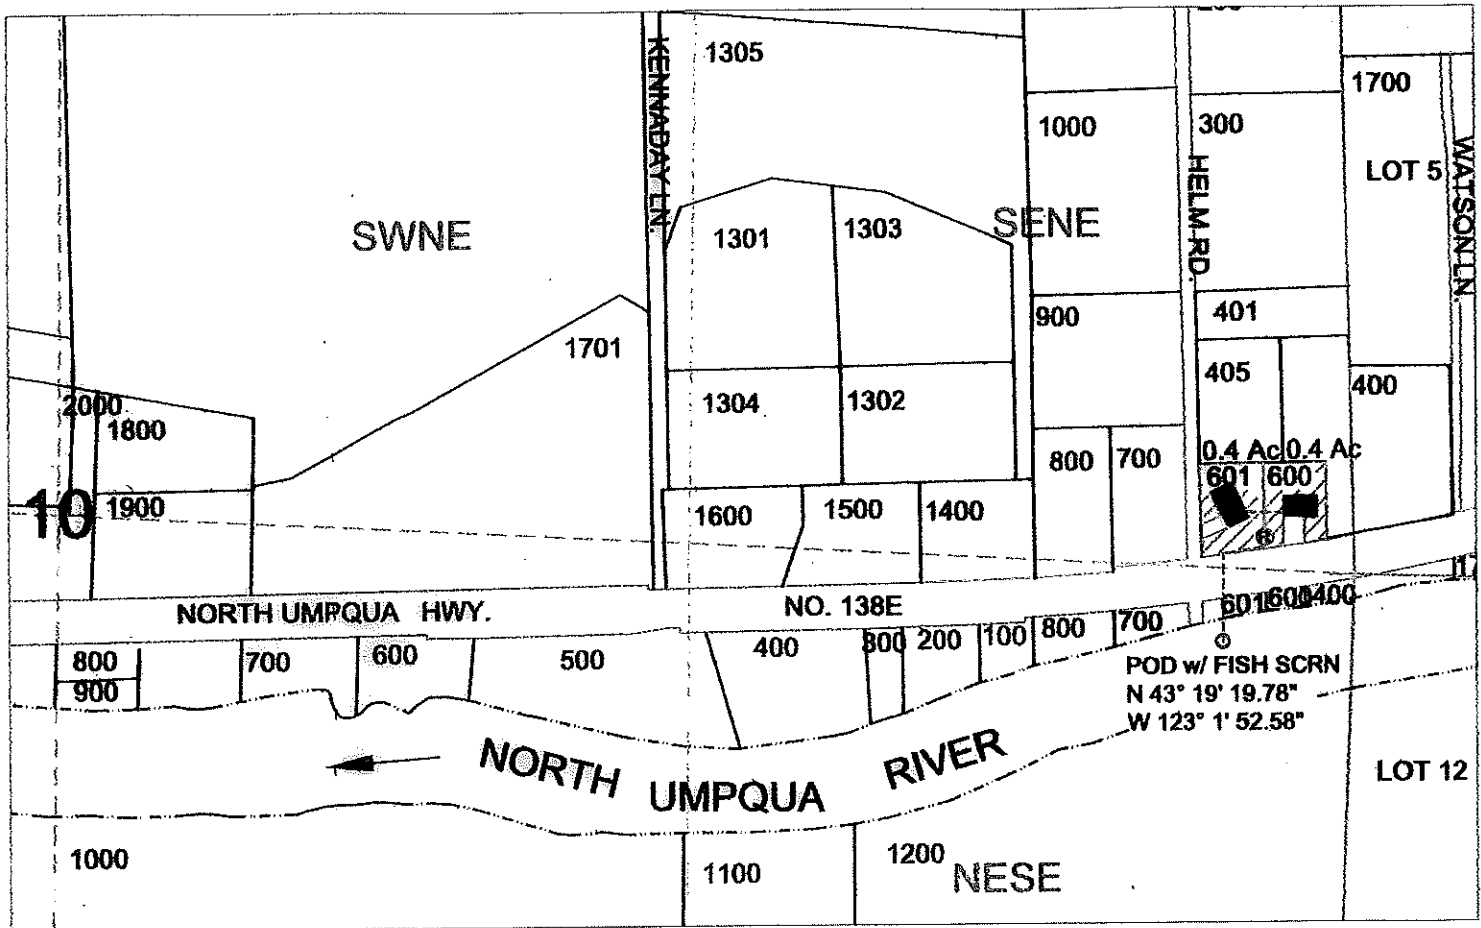 1305
KENNADAY LN.
1700
1000
300
LOT 5
WATSON LN.
HELM RD.
SWNE
1301
1303
SENE
900
401
1701
405
400
2000
1800
1304
1302
0.4 Ac 0.4 Ac
800
700
601
600
10
1900
1600
1500
1400
NORTH UMPQUA HWY.
NO. 138E
601
600
400
800
900
700
600
500
400
300
200
100
800
700
POD w/ FISH SCRN
N 43° 19' 19.78"
W 123° 1' 52.58"
NORTH UMPQUA RIVER
LOT 12
1000
1100
1200
NESE